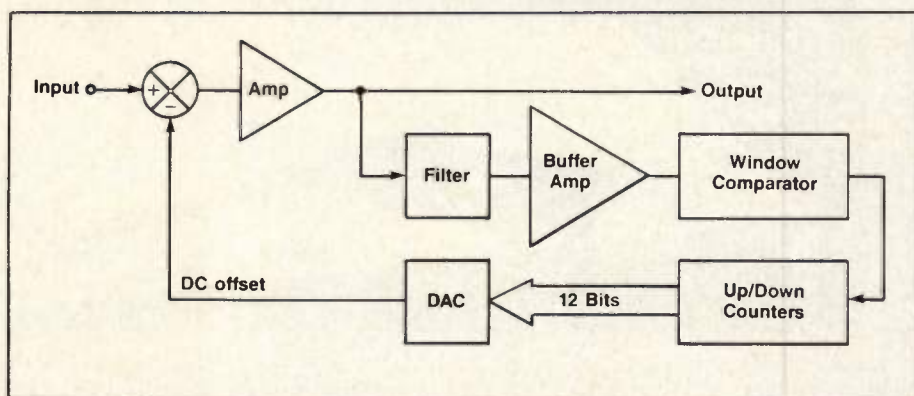 Input
+
−
Amp
Output
Filter
Buffer
Amp
Window
Comparator
DC offset
DAC
12 Bits
Up/Down
Counters